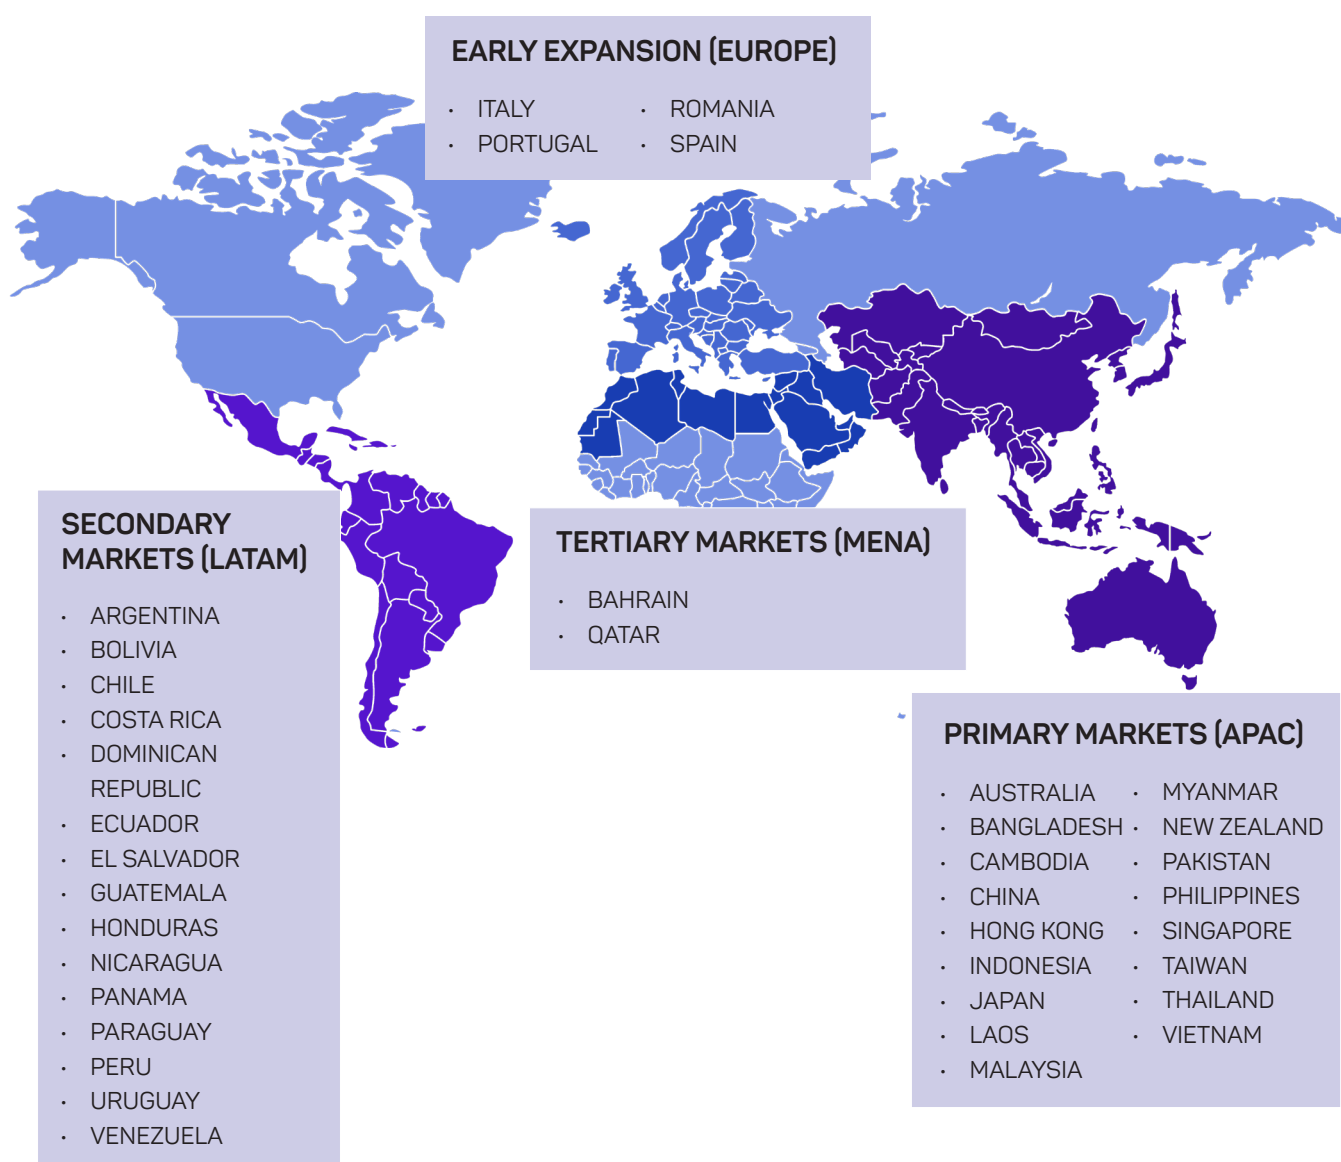 EARLY EXPANSION (EUROPE)
• ITALY
• PORTUGAL
• ROMANIA
• SPAIN
SECONDARY
MARKETS (LATAM)
• ARGENTINA
• BOLIVIA
• CHILE
• COSTA RICA
• DOMINICAN
REPUBLIC
• ECUADOR
• EL SALVADOR
• GUATEMALA
• HONDURAS
• NICARAGUA
• PANAMA
• PARAGUAY
• PERU
• URUGUAY
• VENEZUELA
TERTIARY MARKETS (MENA)
• BAHRAIN
• QATAR
PRIMARY MARKETS (APAC)
• AUSTRALIA
• BANGLADESH
• CAMBODIA
• CHINA
• HONG KONG
• INDONESIA
• JAPAN
• LAOS
• MALAYSIA
• MYANMAR
• NEW ZEALAND
• PAKISTAN
• PHILIPPINES
• SINGAPORE
• TAIWAN
• THAILAND
• VIETNAM